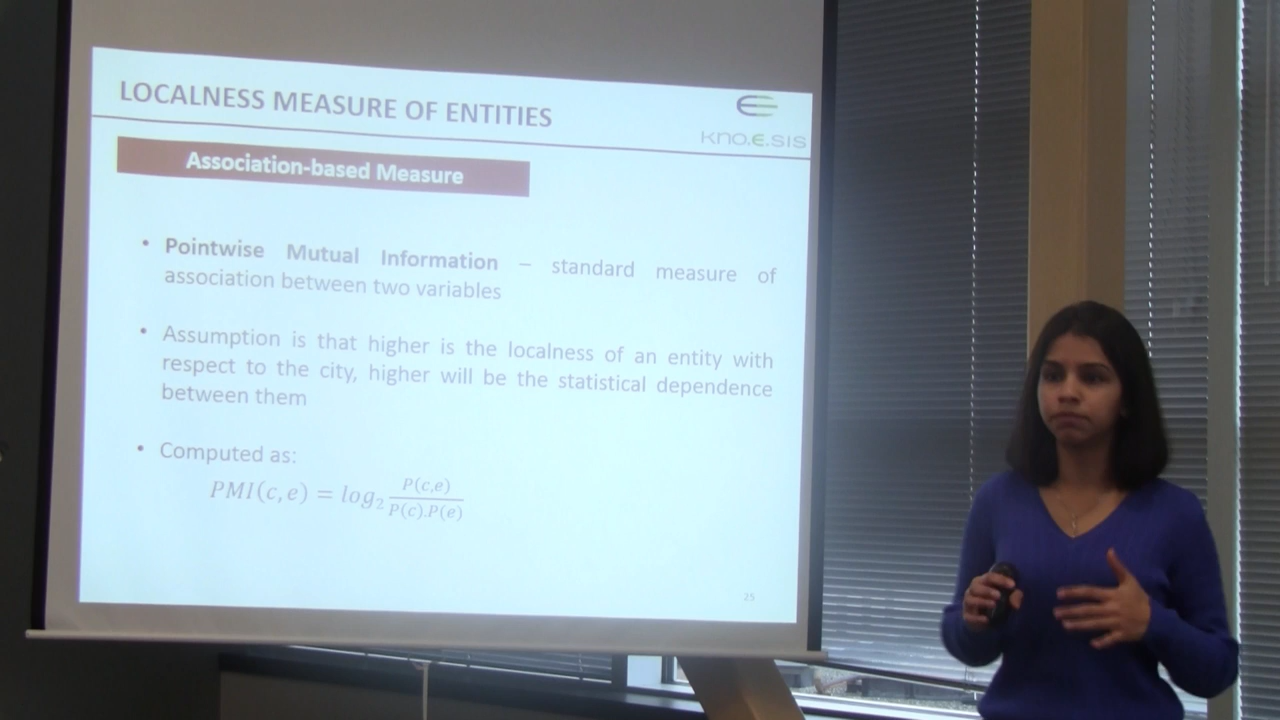 LOCALNESS MEASURE OF ENTITIES
kno.e.sis
Association-based Measure
• Pointwise Mutual Information – standard measure of
association between two variables
• Assumption is that higher is the localness of an entity with
respect to the city, higher will be the statistical dependence
between them
• Computed as:
PMI(c,e) = log₂ P(c,e) / P(c).P(e)
25